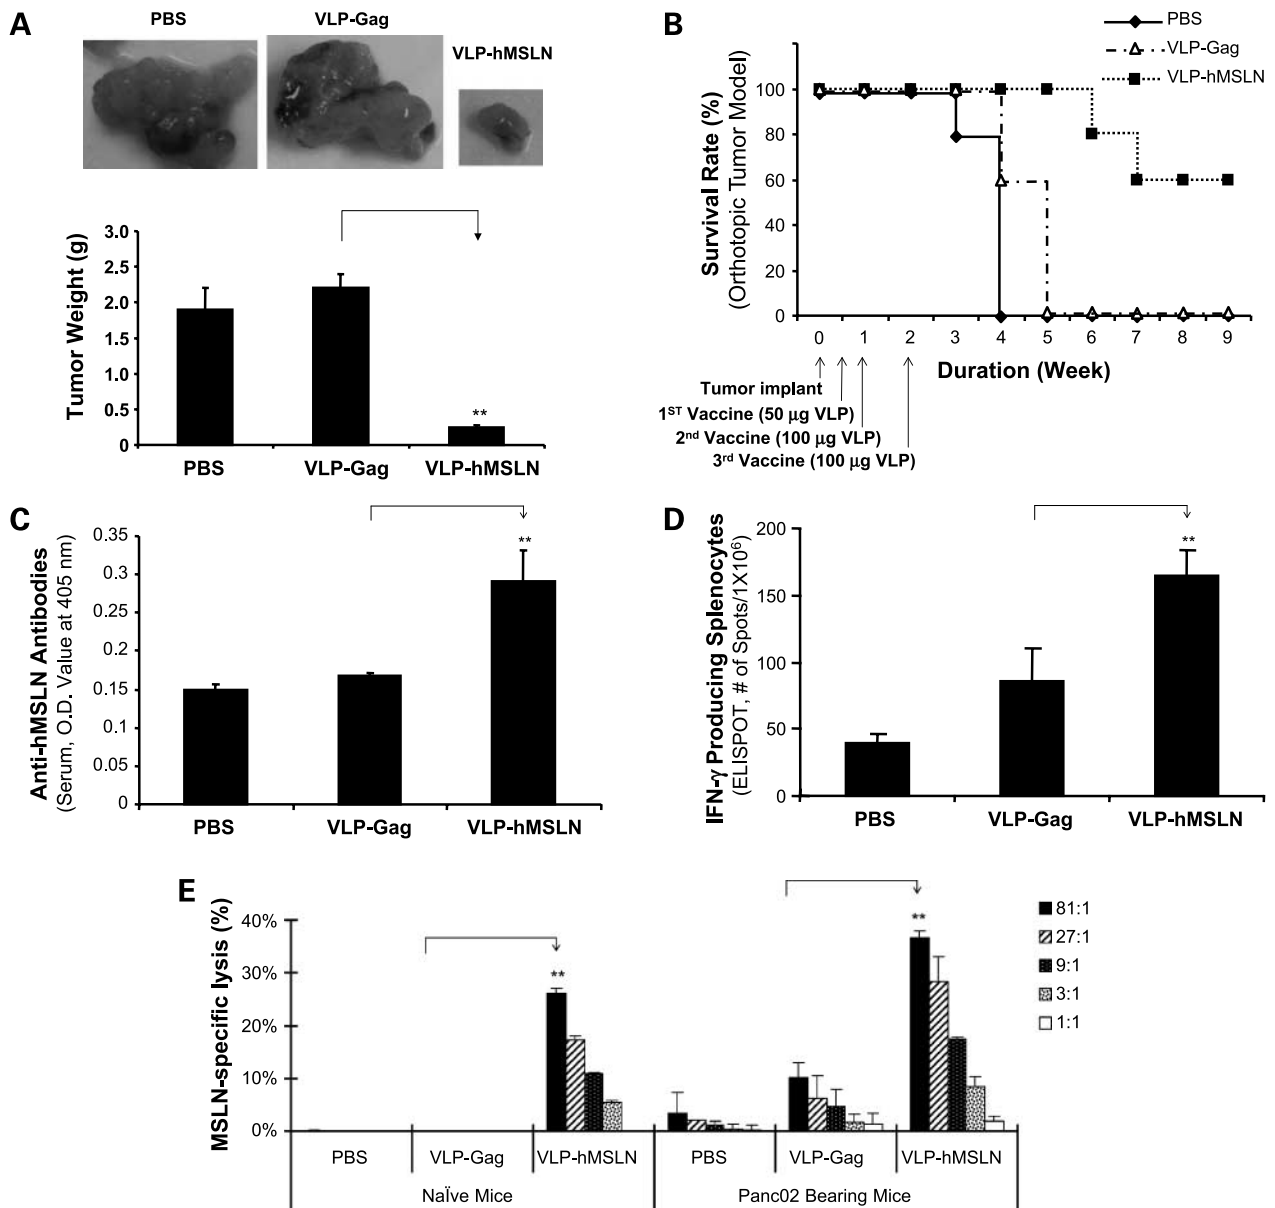 A
PBS
VLP-Gag
VLP-hMSLN
Tumor Weight (g)
3.0
2.5
2.0
1.5
1.0
0.5
0
**
PBS
VLP-Gag
VLP-hMSLN
B
PBS
VLP-Gag
VLP-hMSLN
Survival Rate (%)
(Orthotopic Tumor Model)
100
80
60
40
20
0
0 1 2 3 4 5 6 7 8 9
Duration (Week)
Tumor implant
1ST Vaccine (50 µg VLP)
2nd Vaccine (100 µg VLP)
3rd Vaccine (100 µg VLP)
C
Anti-hMSLN Antibodies
(Serum, O.D. Value at 405 nm)
0.35
0.3
0.25
0.2
0.15
0.1
0.05
0
**
PBS
VLP-Gag
VLP-hMSLN
D
IFN-γ Producing Splenocytes
(ELISPOT, # of Spots/1X10⁶)
200
150
100
50
0
**
PBS
VLP-Gag
VLP-hMSLN
E
MSLN-specific lysis (%)
40%
30%
20%
10%
0%
**
**
81:1
27:1
9:1
3:1
1:1
PBS
VLP-Gag
VLP-hMSLN
PBS
VLP-Gag
VLP-hMSLN
NaÏve Mice
Panc02 Bearing Mice